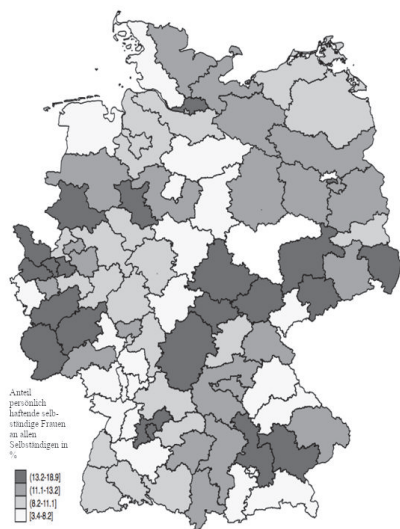 Anteil
persönlich
haftende selb-
ständige Frauen
an allen
Selbständigen in
%
(13.2-18.9]
(11.1-13.2]
(8.2-11.1]
[3.4-8.2]